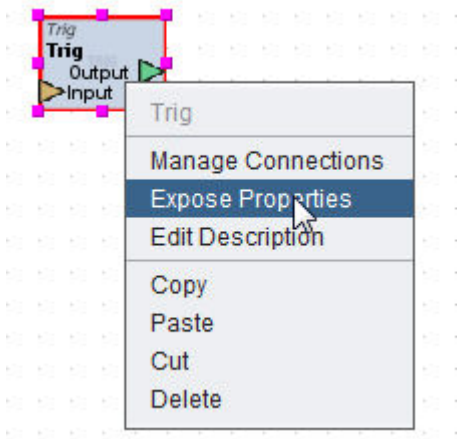 Trig
Trig
Output
Input
Trig
Manage Connections
Expose Properties
Edit Description
Copy
Paste
Cut
Delete